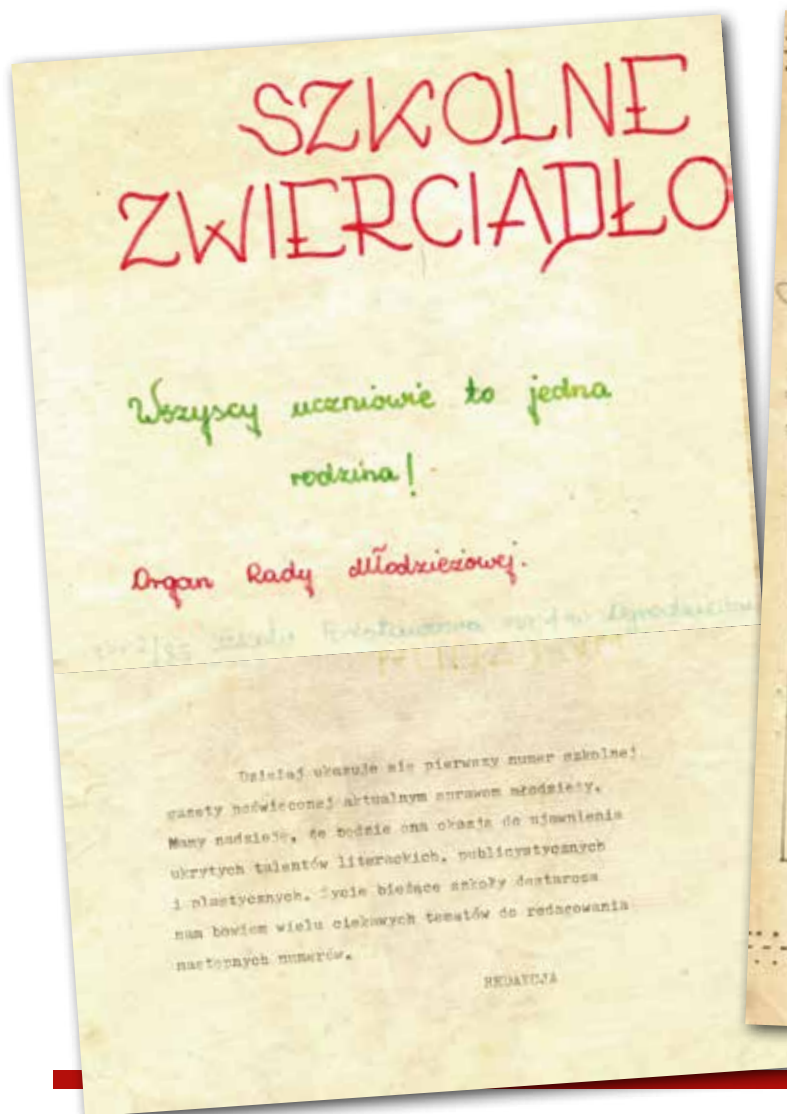 SZKOLNE
ZWIERCIADŁO
Wszyscy uczniowie to jedna
rodzina!
Organ Rady Młodzieżowej.
Dzisiaj ukazuje się pierwszy numer szkolnej
gazety poświęconej aktualnym sprawom młodzieży.
Mamy nadzieję, że będzie ona okazją do ujawnienia
ukrytych talentów literackich, publicystycznych
i plastycznych. Życie bieżące szkoły dostarcza
nam bowiem wielu ciekawych tematów do redagowania
następnych numerów.
REDAKCJA